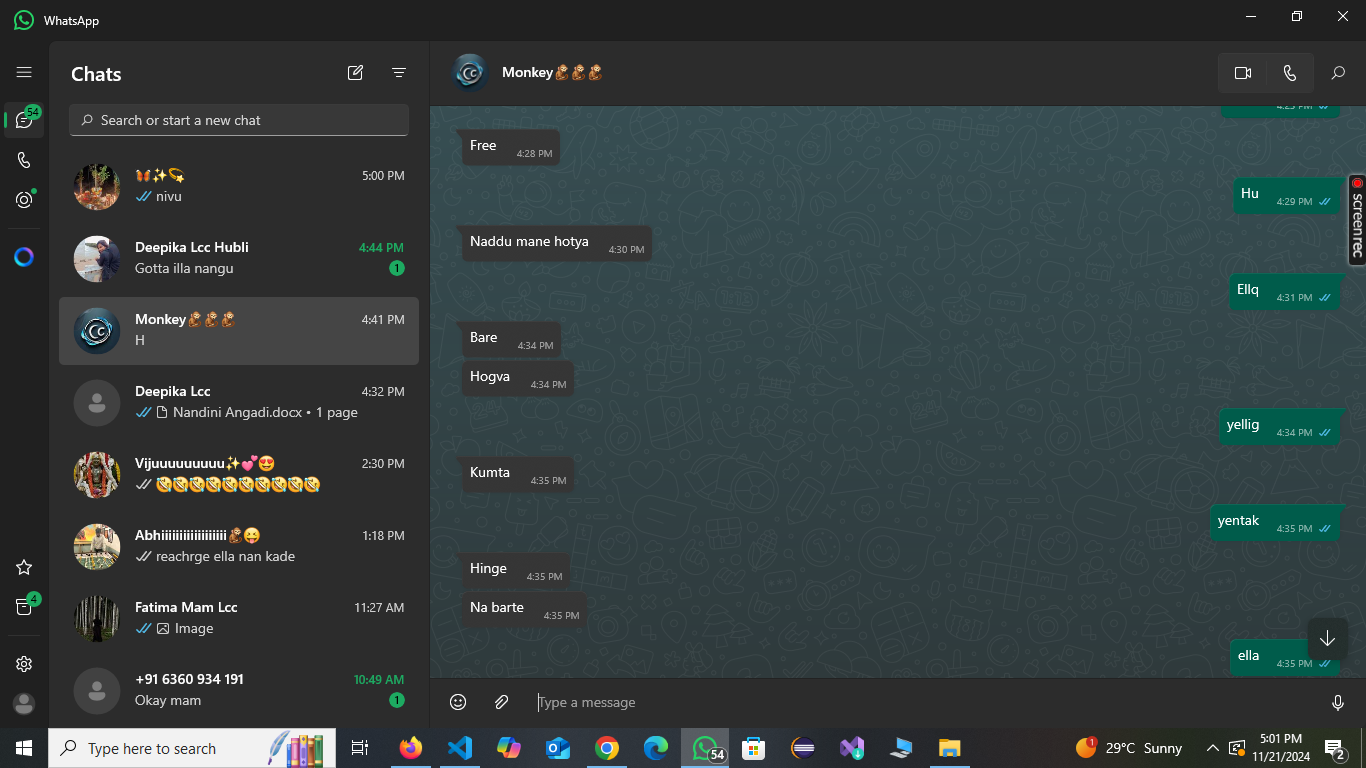 WhatsApp
Chats
54
Search or start a new chat
🦋✨💫 5:00 PM
nivu
Deepika Lcc Hubli 4:44 PM
Gotta illa nangu 1
Monkey🐒🐒🐒 4:41 PM
H
Deepika Lcc 4:32 PM
Nandini Angadi.docx • 1 page
Vijuuuuuuuuu✨💕😍 2:30 PM
🤣🤣🤣🤣🤣🤣🤣🤣🤣🤣
Abhiiiiiiiiiiiiiiiiii🐒😜 1:18 PM
reachrge ella nan kade
4
Fatima Mam Lcc 11:27 AM
Image
+91 6360 934 191 10:49 AM
Okay mam 1
Monkey🐒🐒🐒
Free 4:28 PM
Hu 4:29 PM
Naddu mane hotya 4:30 PM
Ellq 4:31 PM
Bare 4:34 PM
Hogva 4:34 PM
yellig 4:34 PM
Kumta 4:35 PM
yentak 4:35 PM
Hinge 4:35 PM
Na barte 4:35 PM
ella 4:35 PM
Type a message
screenrec
Type here to search
54
1
29°C Sunny
5:01 PM
11/21/2024
2